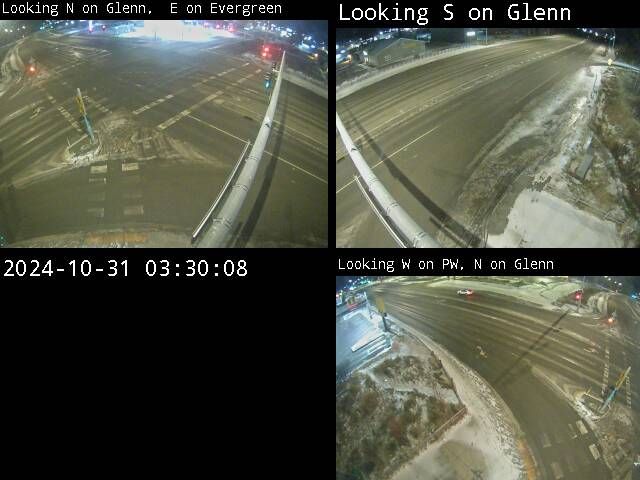 Looking N on Glenn,  E on Evergreen
Looking S on Glenn
2024-10-31 03:30:08
Looking W on PW, N on Glenn